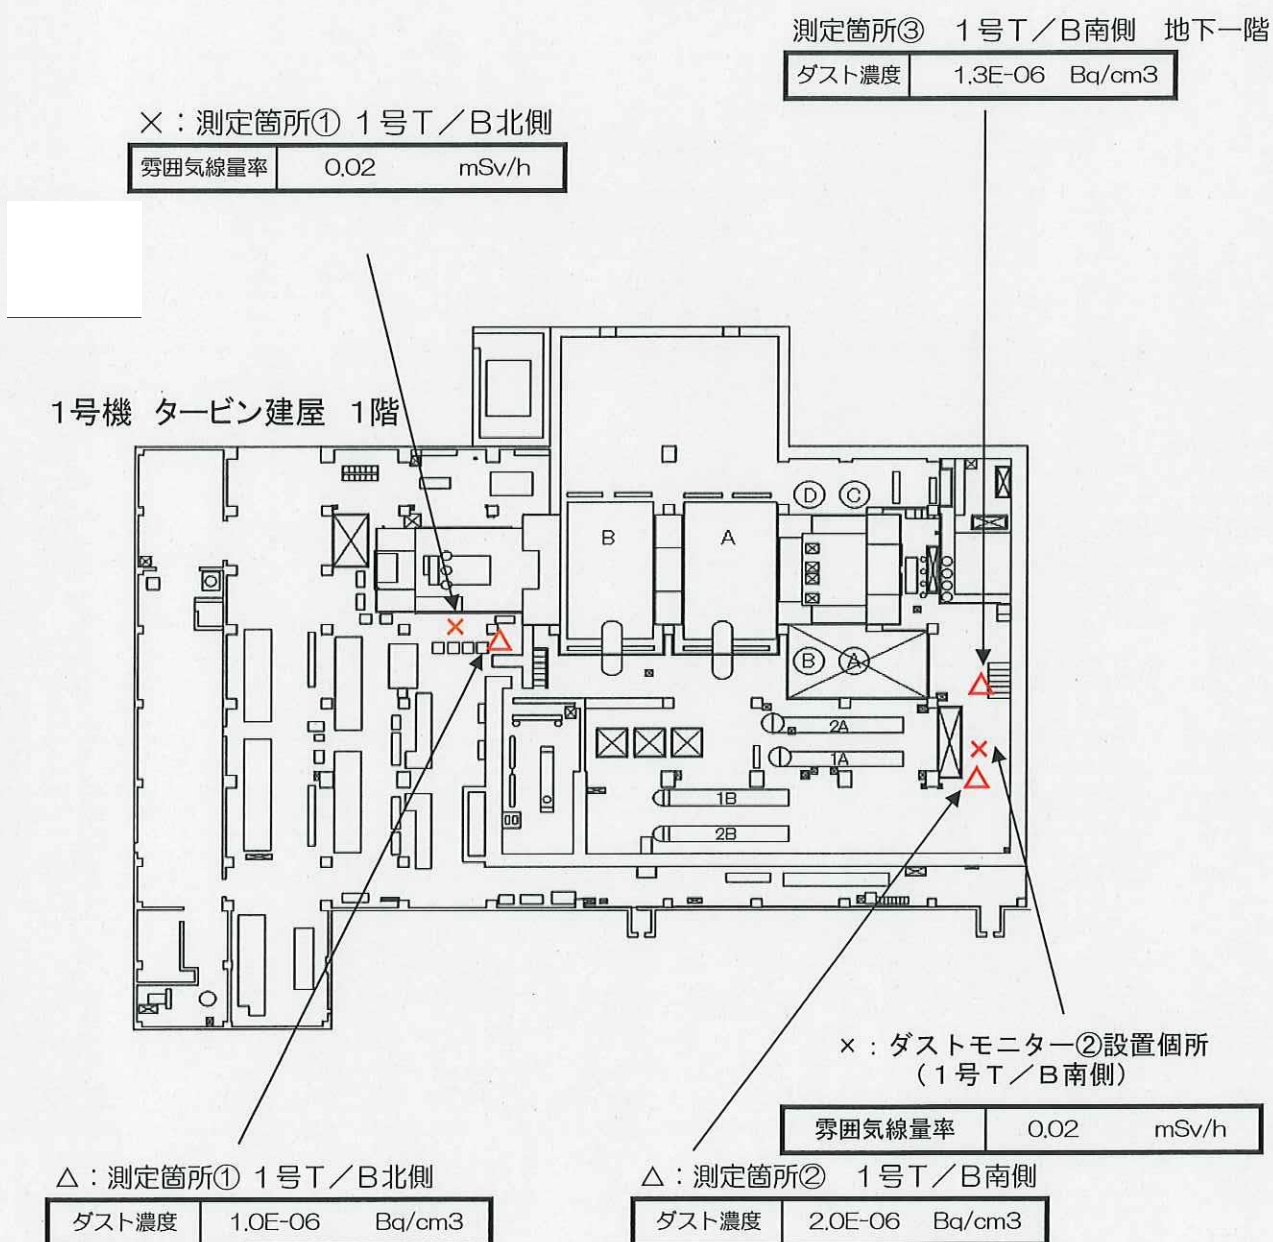 測定箇所③　1号T／B南側　地下一階
ダスト濃度　1.3E-06　Bq/cm3
×：測定箇所① 1号T／B北側
雰囲気線量率　0.02　mSv/h
1号機 タービン建屋 1階
D C
B A
B A
2A
1A
1B
2B
×：ダストモニター②設置個所
（1号T／B南側）
雰囲気線量率　0.02　mSv/h
△：測定箇所① 1号T／B北側
ダスト濃度　1.0E-06　Bq/cm3
△：測定箇所②　1号T／B南側
ダスト濃度　2.0E-06　Bq/cm3